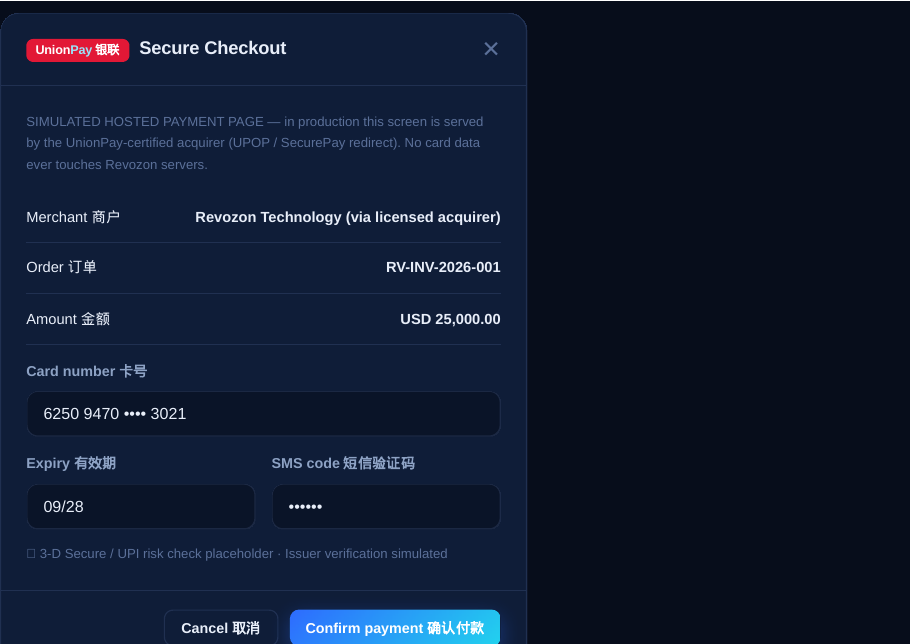 UnionPay 银联 Secure Checkout
SIMULATED HOSTED PAYMENT PAGE — in production this screen is served
by the UnionPay-certified acquirer (UPOP / SecurePay redirect). No card data
ever touches Revozon servers.
Merchant 商户 Revozon Technology (via licensed acquirer)
Order 订单 RV-INV-2026-001
Amount 金额 USD 25,000.00
Card number 卡号
6250 9470 •••• 3021
Expiry 有效期 SMS code 短信验证码
09/28 ••••••
3-D Secure / UPI risk check placeholder · Issuer verification simulated
Cancel 取消 Confirm payment 确认付款